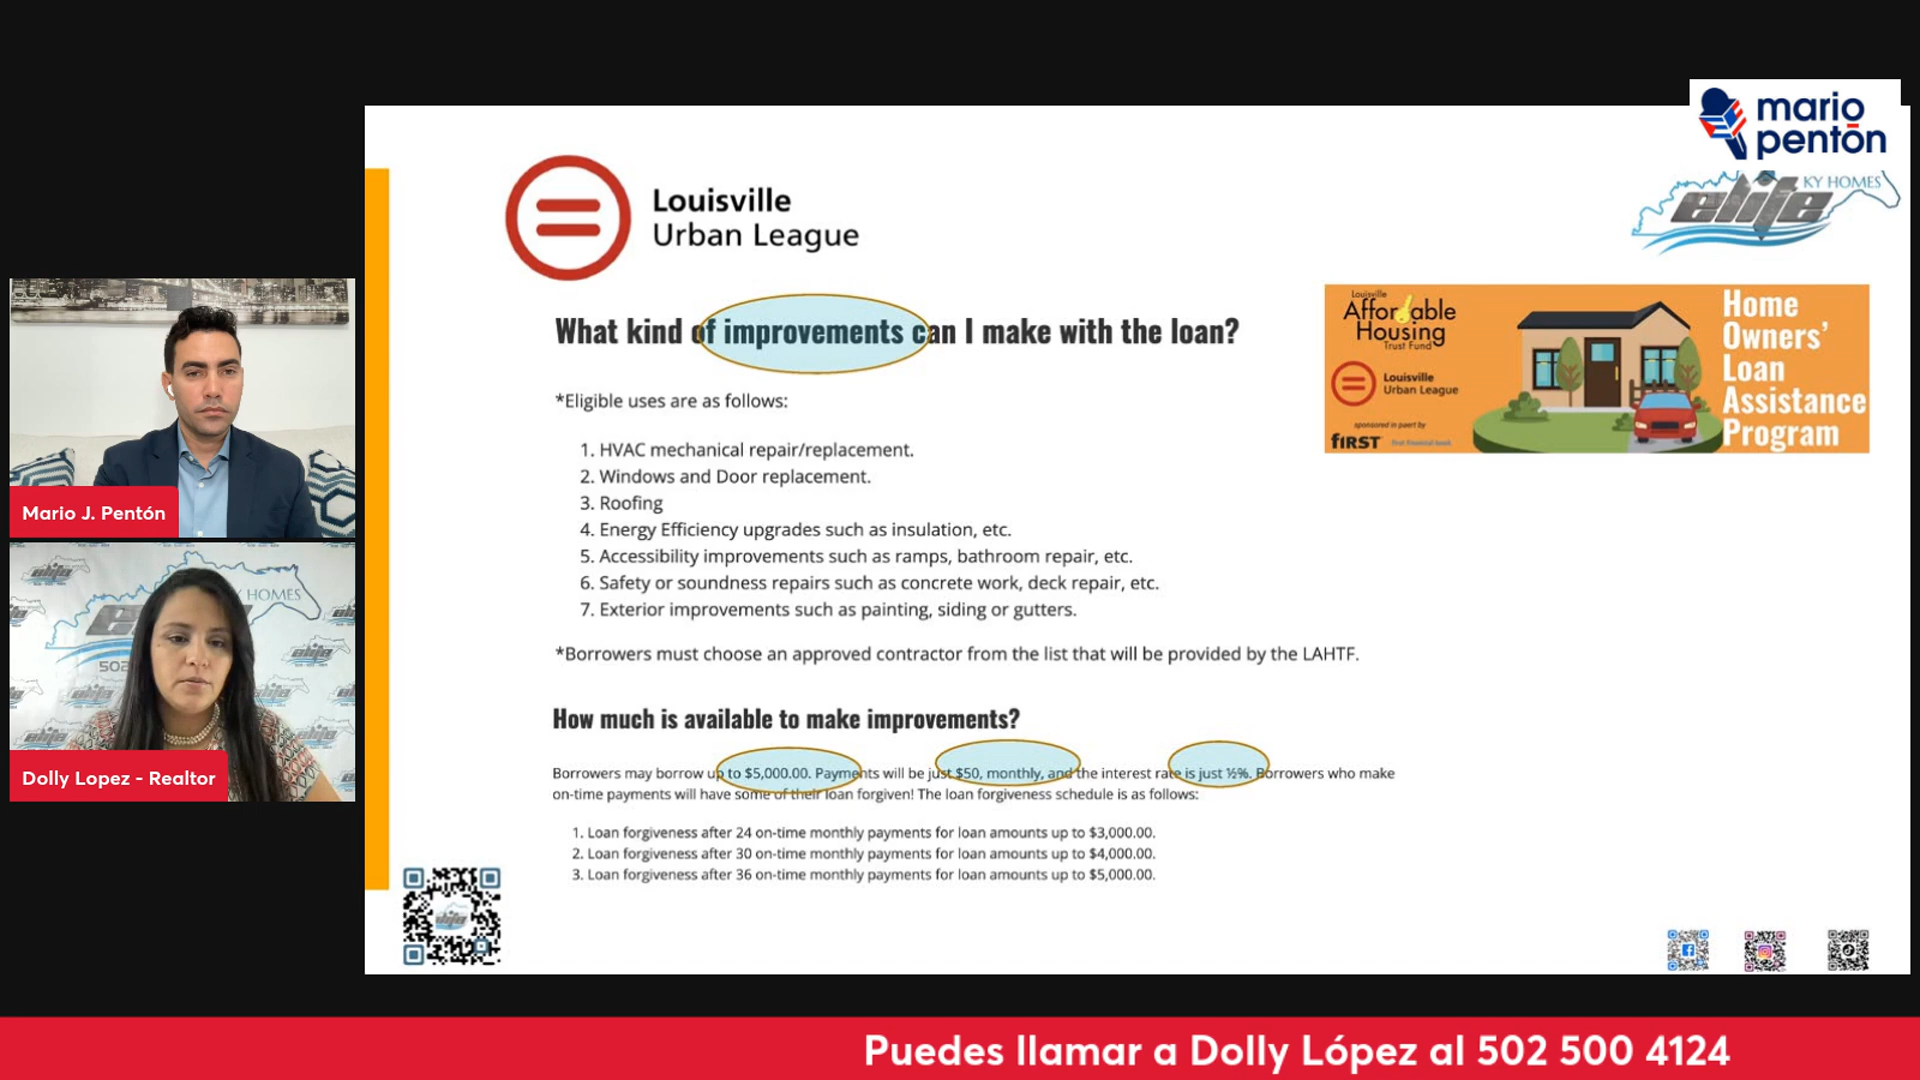 mario
pentón
KY HOMES
elife
Louisville
Urban League
What kind of improvements can I make with the loan?
*Eligible uses are as follows:
1. HVAC mechanical repair/replacement.
2. Windows and Door replacement.
3. Roofing
4. Energy Efficiency upgrades such as insulation, etc.
5. Accessibility improvements such as ramps, bathroom repair, etc.
6. Safety or soundness repairs such as concrete work, deck repair, etc.
7. Exterior improvements such as painting, siding or gutters.
*Borrowers must choose an approved contractor from the list that will be provided by the LAHTF.
How much is available to make improvements?
Borrowers may borrow up to $5,000.00. Payments will be just $50, monthly, and the interest rate is just ½%. Borrowers who make
on-time payments will have some of their loan forgiven! The loan forgiveness schedule is as follows:
1. Loan forgiveness after 24 on-time monthly payments for loan amounts up to $3,000.00.
2. Loan forgiveness after 30 on-time monthly payments for loan amounts up to $4,000.00.
3. Loan forgiveness after 36 on-time monthly payments for loan amounts up to $5,000.00.
Louisville
Affordable
Housing
Trust Fund
Louisville
Urban League
sponsored in part by
fiRST
first financial bank
Home
Owners'
Loan
Assistance
Program
Mario J. Pentón
HOMES
502
Dolly Lopez - Realtor
Puedes llamar a Dolly López al 502 500 4124